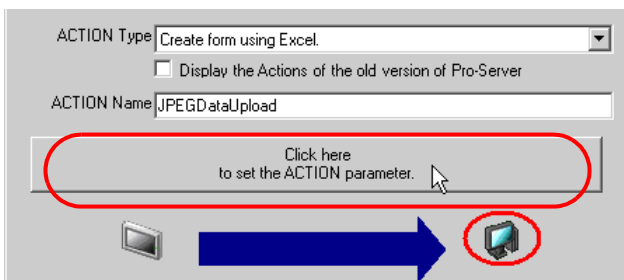 ACTION Type Create form using Excel.
Display the Actions of the old version of Pro-Server
ACTION Name JPEGDataUpload
Click here
to set the ACTION parameter.